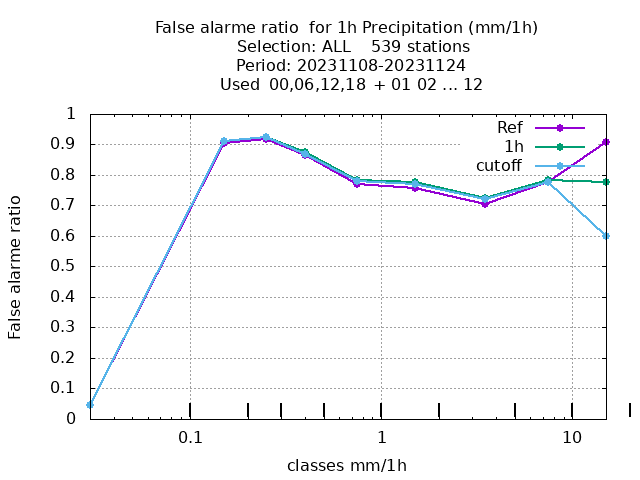 False alarme ratio  for 1h Precipitation (mm/1h)
Selection: ALL    539 stations
Period: 20231108-20231124
Used  00,06,12,18  + 01 02 ... 12
Ref
1h
cutoff
1
0.9
0.8
0.7
0.6
0.5
0.4
0.3
0.2
0.1
0
False alarme ratio
0.1 1 10
classes mm/1h